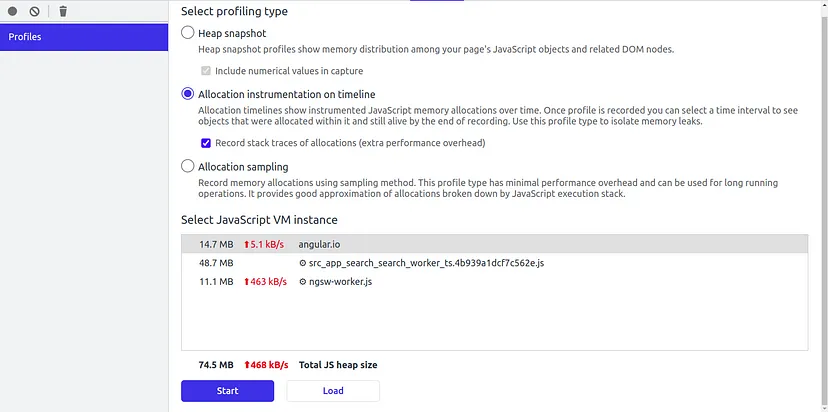 Select profiling type
Profiles
Heap snapshot
Heap snapshot profiles show memory distribution among your page's JavaScript objects and related DOM nodes.
Include numerical values in capture
Allocation instrumentation on timeline
Allocation timelines show instrumented JavaScript memory allocations over time. Once profile is recorded you can select a time interval to see
objects that were allocated within it and still alive by the end of recording. Use this profile type to isolate memory leaks.
Record stack traces of allocations (extra performance overhead)
Allocation sampling
Record memory allocations using sampling method. This profile type has minimal performance overhead and can be used for long running
operations. It provides good approximation of allocations broken down by JavaScript execution stack.
Select JavaScript VM instance
14.7 MB ⬆5.1 kB/s angular.io
48.7 MB ⚙ src_app_search_search_worker_ts.4b939a1dcf7c562e.js
11.1 MB ⬆463 kB/s ⚙ ngsw-worker.js
74.5 MB ⬆468 kB/s Total JS heap size
Start Load